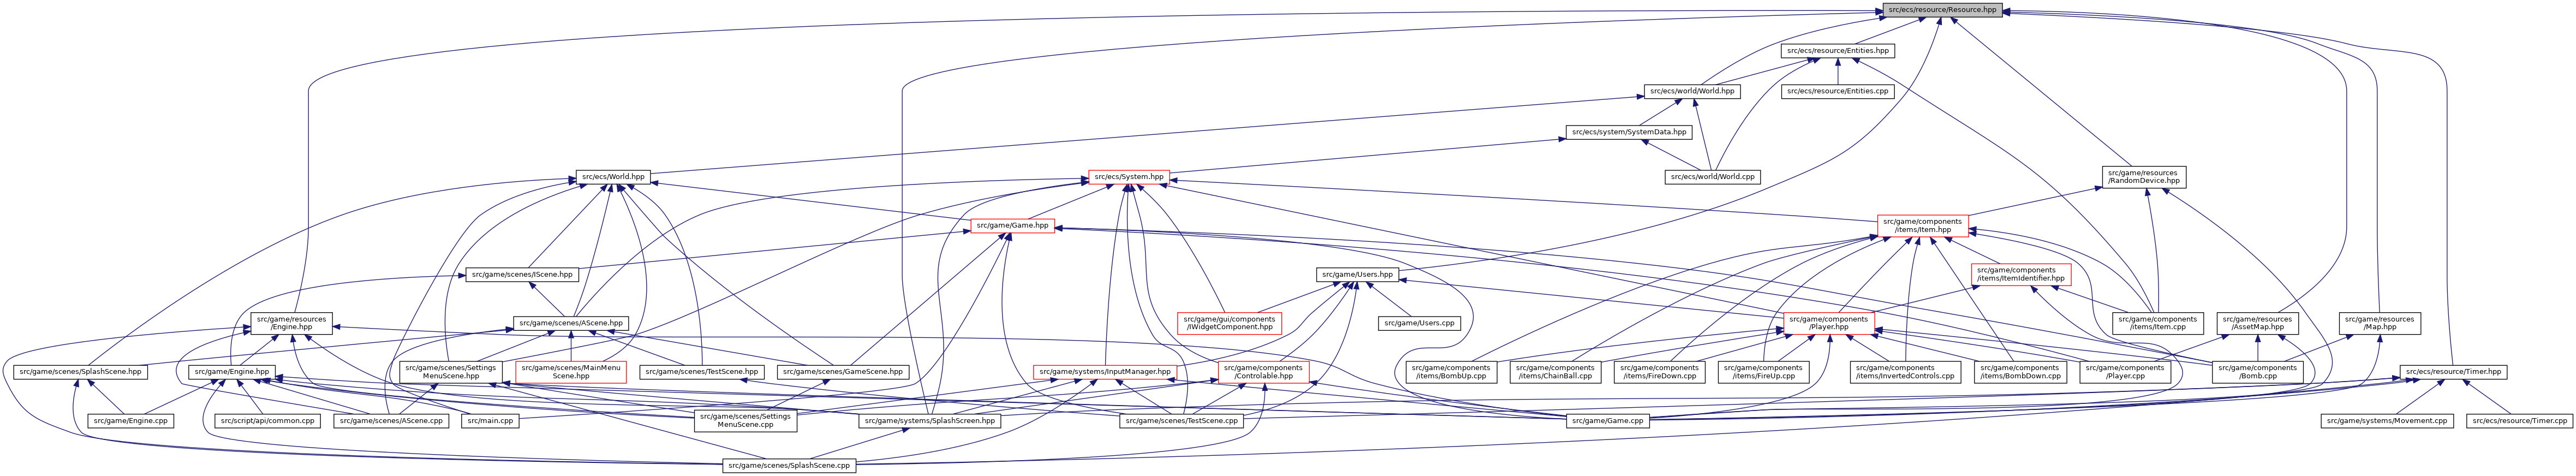 src/ecs/resource/Resource.hpp
src/ecs/resource/Entities.hpp
src/ecs/world/World.hpp
src/ecs/resource/Entities.cpp
src/ecs/system/SystemData.hpp
src/ecs/World.hpp
src/ecs/System.hpp
src/ecs/world/World.cpp
src/game/resources
/RandomDevice.hpp
src/game/Game.hpp
src/game/components
/items/Item.hpp
src/game/scenes/IScene.hpp
src/game/Users.hpp
src/game/components
/items/ItemIdentifier.hpp
src/game/resources
/Engine.hpp
src/game/scenes/AScene.hpp
src/game/gui/components
/IWidgetComponent.hpp
src/game/Users.cpp
src/game/components
/Player.hpp
src/game/components
/items/Item.cpp
src/game/resources
/AssetMap.hpp
src/game/resources
/Map.hpp
src/game/scenes/SplashScene.hpp
src/game/Engine.hpp
src/game/scenes/Settings
MenuScene.hpp
src/game/scenes/MainMenu
Scene.hpp
src/game/scenes/TestScene.hpp
src/game/scenes/GameScene.hpp
src/game/systems/InputManager.hpp
src/game/components
/Controlable.hpp
src/game/components
/items/BombUp.cpp
src/game/components
/items/ChainBall.cpp
src/game/components
/items/FireDown.cpp
src/game/components
/items/FireUp.cpp
src/game/components
/items/InvertedControls.cpp
src/game/components
/items/BombDown.cpp
src/game/components
/Player.cpp
src/game/components
/Bomb.cpp
src/ecs/resource/Timer.hpp
src/game/Engine.cpp
src/script/api/common.cpp
src/game/scenes/AScene.cpp
src/main.cpp
src/game/scenes/Settings
MenuScene.cpp
src/game/systems/SplashScreen.hpp
src/game/scenes/TestScene.cpp
src/game/Game.cpp
src/game/systems/Movement.cpp
src/ecs/resource/Timer.cpp
src/game/scenes/SplashScene.cpp